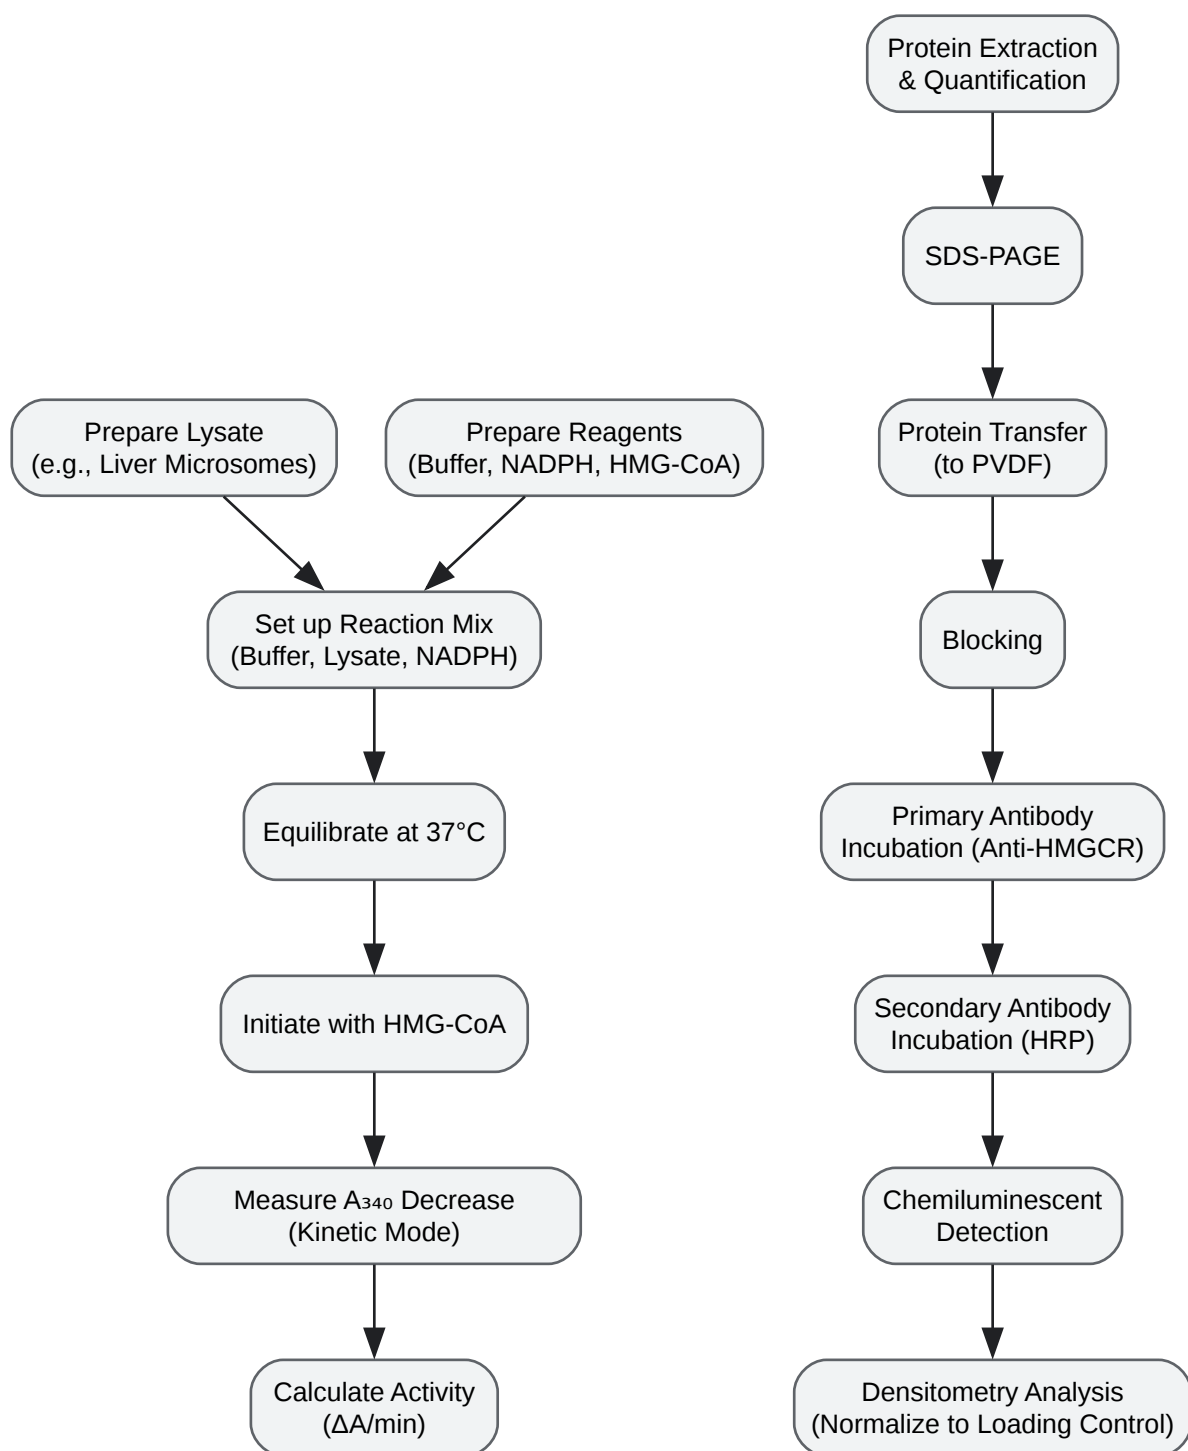 Protein Extraction
& Quantification
SDS-PAGE
Prepare Lysate
(e.g., Liver Microsomes)
Prepare Reagents
(Buffer, NADPH, HMG-CoA)
Protein Transfer
(to PVDF)
Set up Reaction Mix
(Buffer, Lysate, NADPH)
Blocking
Equilibrate at 37°C
Primary Antibody
Incubation (Anti-HMGCR)
Initiate with HMG-CoA
Secondary Antibody
Incubation (HRP)
Measure A₃₄₀ Decrease
(Kinetic Mode)
Chemiluminescent
Detection
Calculate Activity
(ΔA/min)
Densitometry Analysis
(Normalize to Loading Control)